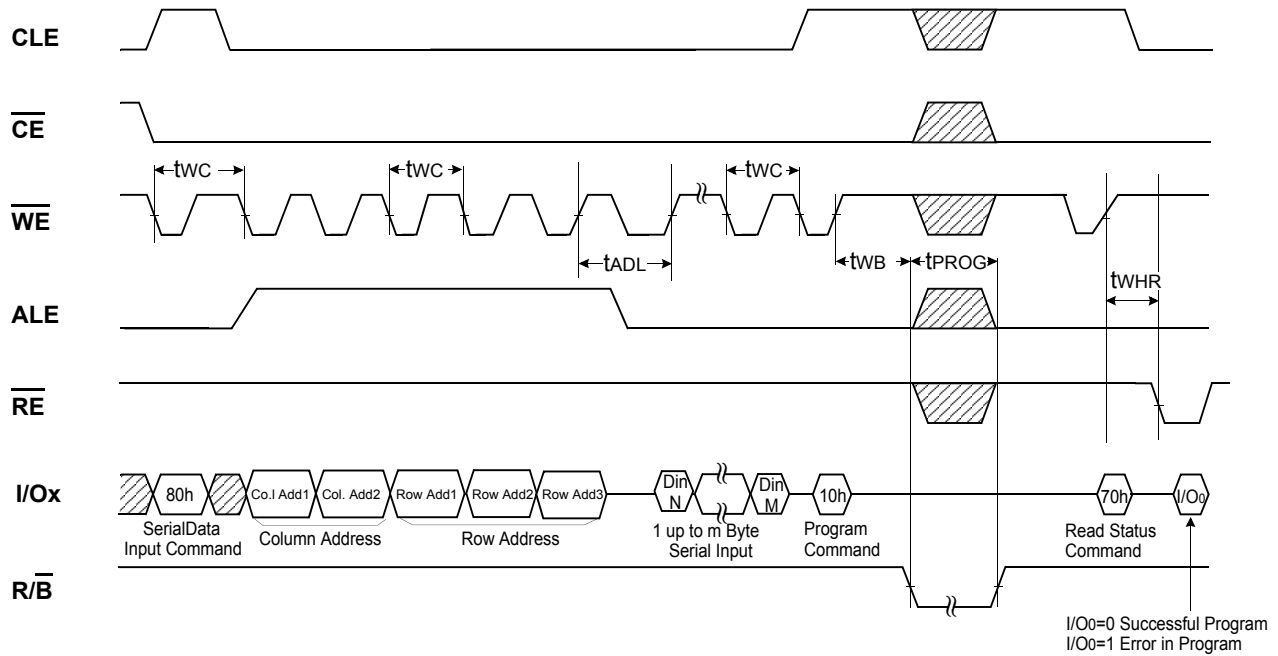 CLE
CE
tWC
tWC
tWC
WE
tADL
tWB
tPROG
tWHR
ALE
RE
I/Ox
80h
Co.l Add1
Col. Add2
Row Add1
Row Add2
Row Add3
Din
N
Din
M
10h
70h
I/O0
SerialData
Input Command
Column Address
Row Address
1 up to m Byte
Serial Input
Program
Command
Read Status
Command
R/B
I/O0=0 Successful Program
I/O0=1 Error in Program